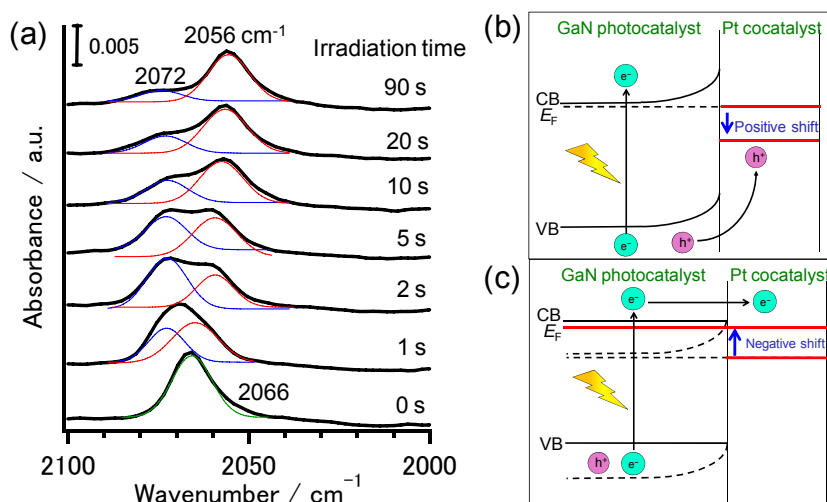 (a)
0.005
2056 cm⁻¹
2072
Irradiation time
90 s
20 s
10 s
5 s
2 s
1 s
2066
0 s
Absorbance / a.u.
2100
2050
2000
Wavenumber / cm⁻¹
(b)
GaN photocatalyst
Pt cocatalyst
e⁻
CB
E_F
Positive shift
h⁺
VB
h⁺
e⁻
(c)
GaN photocatalyst
Pt cocatalyst
e⁻
e⁻
CB
E_F
Negative shift
VB
h⁺
e⁻